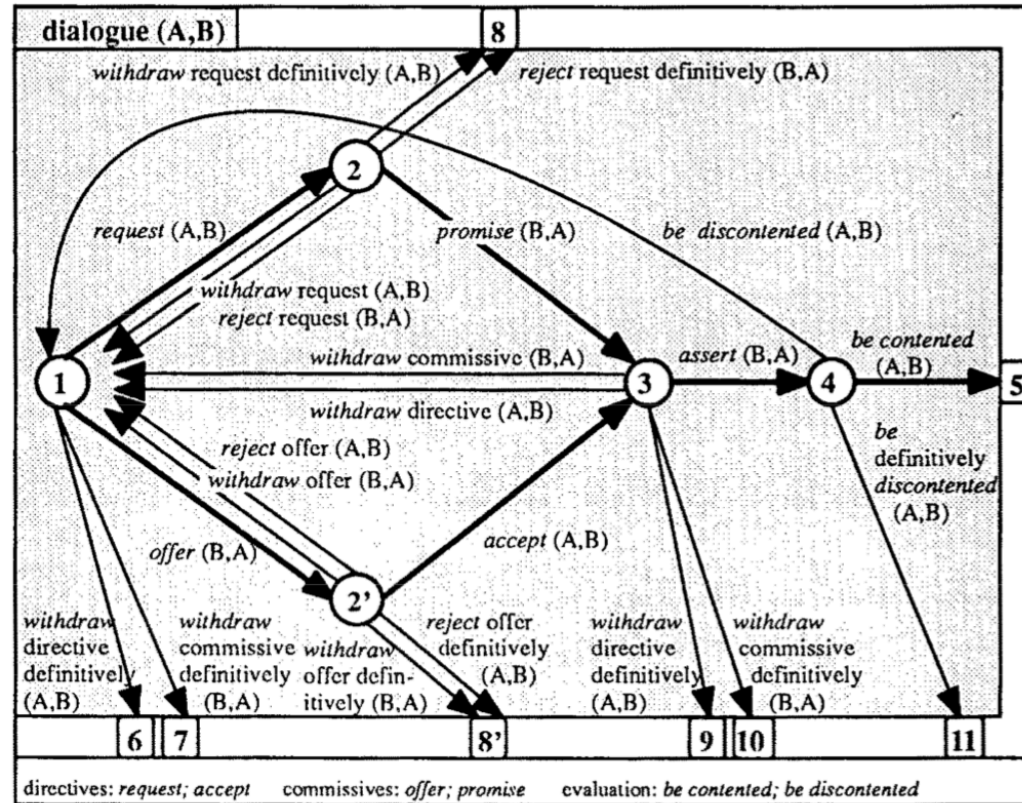 dialogue (A,B)
8
withdraw request definitively (A,B)
reject request definitively (B,A)
2
request (A,B)
promise (B,A)
be discontented (A,B)
withdraw request (A,B)
reject request (B,A)
withdraw commissive (B,A)
assert (B,A)
be contented
(A,B)
1
3
4
5
withdraw directive (A,B)
reject offer (A,B)
withdraw offer (B,A)
be
definitively
discontented
(A,B)
offer (B,A)
accept (A,B)
2'
withdraw
directive
definitively
(A,B)
withdraw
commissive
definitively
(B,A)
withdraw
offer defin-
itively (B,A)
reject offer
definitively
(A,B)
withdraw
directive
definitively
(A,B)
withdraw
commissive
definitively
(B,A)
6
7
8'
9
10
11
directives: request; accept commissives: offer; promise evaluation: be contented; be discontented